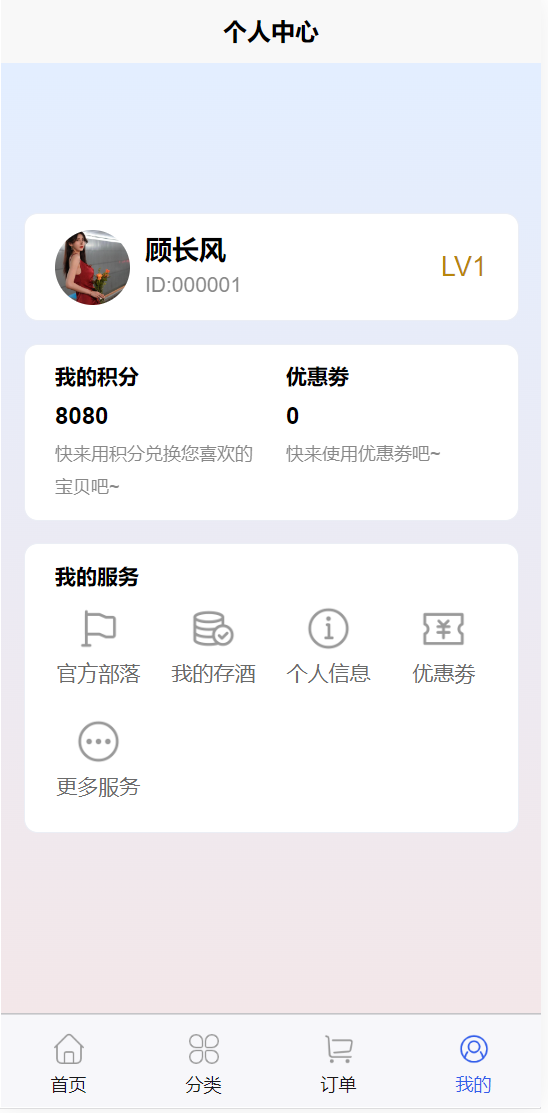 个人中心
顾长风
ID:000001
LV1
我的积分
8080
快来用积分兑换您喜欢的
宝贝吧~
优惠劵
0
快来使用优惠劵吧~
我的服务
官方部落
我的存酒
个人信息
优惠劵
更多服务
首页
分类
订单
我的